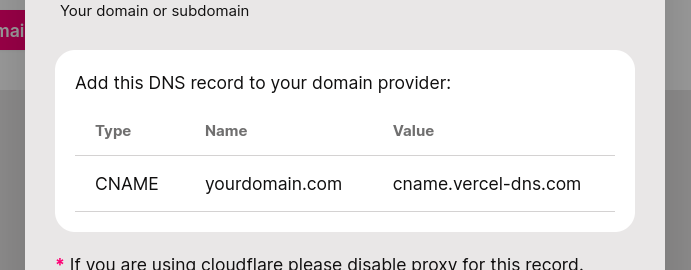 Your domain or subdomain
mai
Add this DNS record to your domain provider:
Type Name Value
CNAME yourdomain.com cname.vercel-dns.com
* If you are using cloudflare please disable proxy for this record.